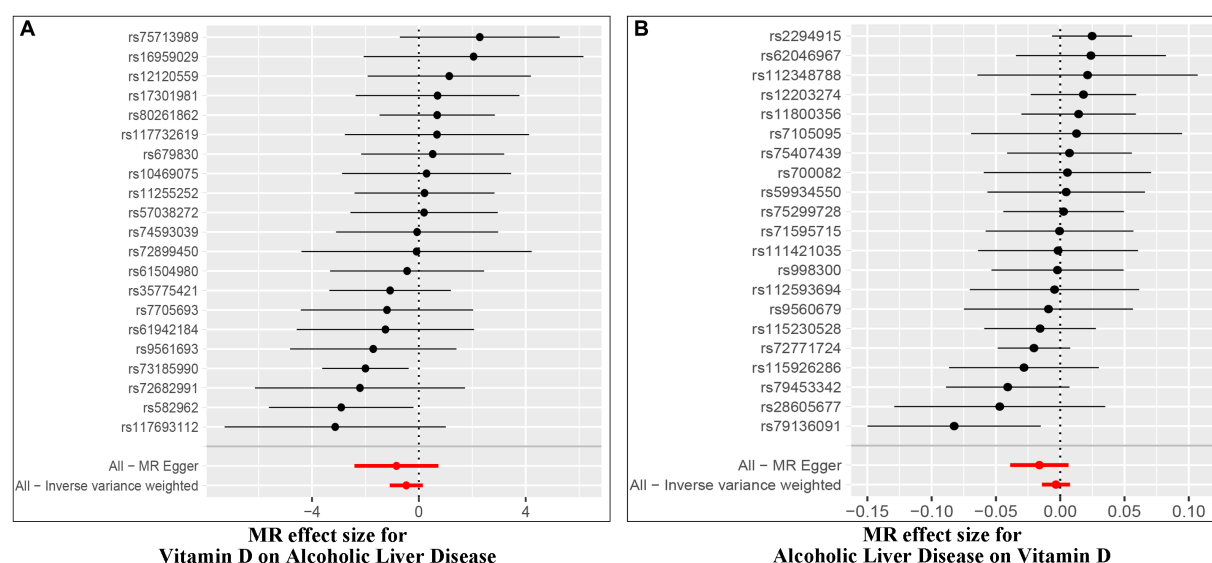 A
rs75713989
rs16959029
rs12120559
rs17301981
rs80261862
rs117732619
rs679830
rs10469075
rs11255252
rs57038272
rs74593039
rs72899450
rs61504980
rs35775421
rs7705693
rs61942184
rs9561693
rs73185990
rs72682991
rs582962
rs117693112
All − MR Egger
All − Inverse variance weighted
−4 0 4
MR effect size for
Vitamin D on Alcoholic Liver Disease
B
rs2294915
rs62046967
rs112348788
rs12203274
rs11800356
rs7105095
rs75407439
rs700082
rs59934550
rs75299728
rs71595715
rs111421035
rs998300
rs112593694
rs9560679
rs115230528
rs72771724
rs115926286
rs79453342
rs28605677
rs79136091
All − MR Egger
All − Inverse variance weighted
−0.15 −0.10 −0.05 0.00 0.05 0.10
MR effect size for
Alcoholic Liver Disease on Vitamin D